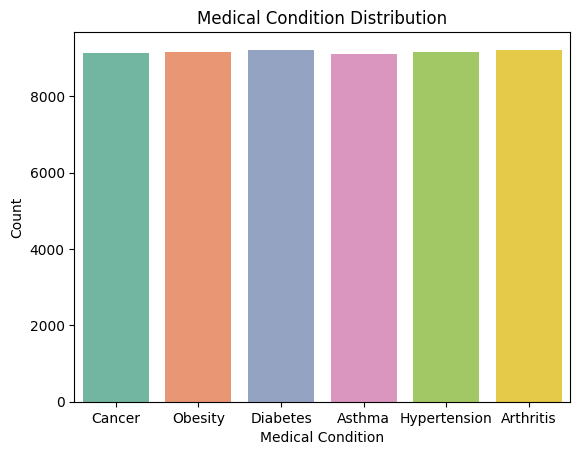 Medical Condition Distribution
8000
6000
4000
2000
0
Count
Cancer Obesity Diabetes Asthma Hypertension Arthritis
Medical Condition